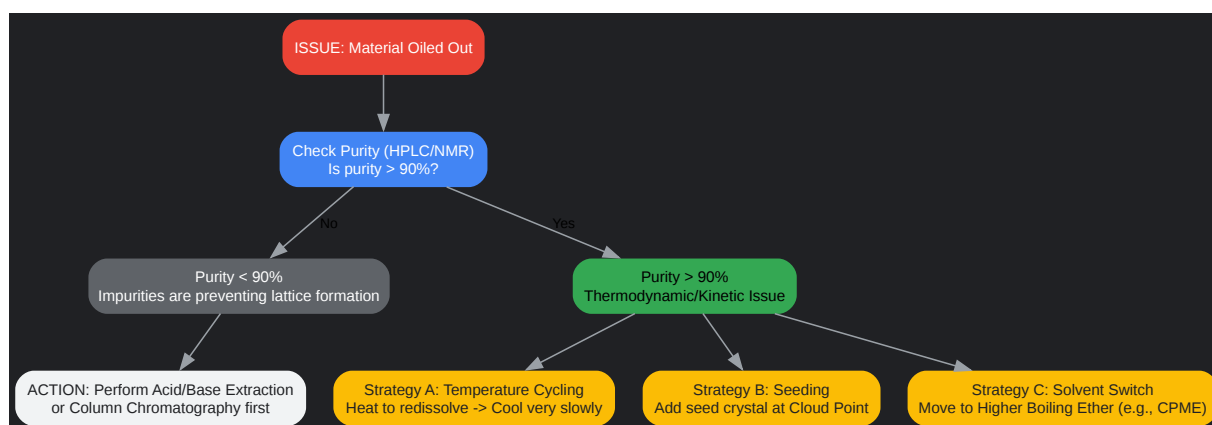 ISSUE: Material Oiled Out
Check Purity (HPLC/NMR)
Is purity > 90%?
No
Yes
Purity < 90%
Impurities are preventing lattice formation
Purity > 90%
Thermodynamic/Kinetic Issue
ACTION: Perform Acid/Base Extraction
or Column Chromatography first
Strategy A: Temperature Cycling
Heat to redissolve -> Cool very slowly
Strategy B: Seeding
Add seed crystal at Cloud Point
Strategy C: Solvent Switch
Move to Higher Boiling Ether (e.g., CPME)